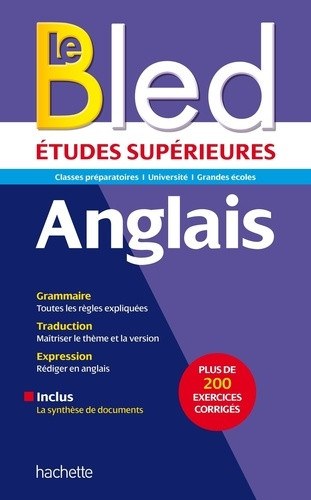 Le
Bled
ÉTUDES SUPÉRIEURES
Classes préparatoires I Université I Grandes écoles
Anglais
Grammaire
Toutes les règles expliquées
Traduction
Maîtriser le thème et la version
Expression
Rédiger en anglais
Inclus
La synthèse de documents
PLUS DE
200
EXERCICES
CORRIGÉS
hachette